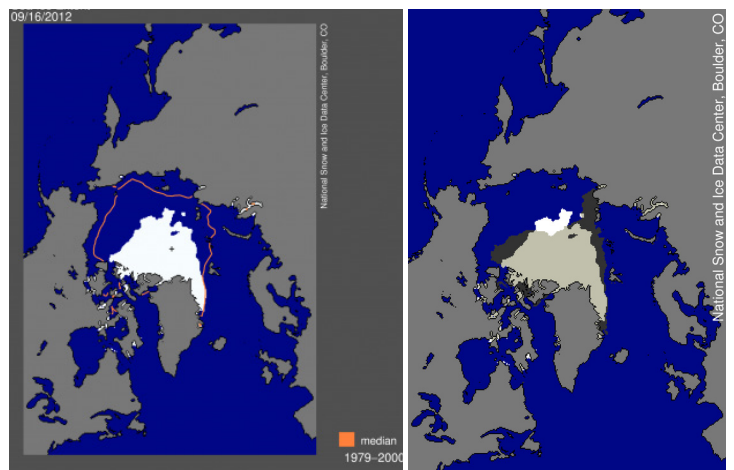 09/16/2012
National Snow and Ice Data Center, Boulder, CO
National Snow and Ice Data Center, Boulder, CO
median
1979–2000